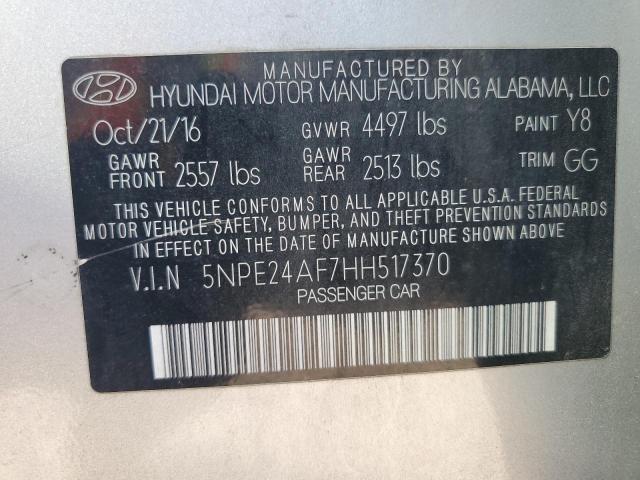 MANUFACTURED BY
HYUNDAI MOTOR MANUFACTURING ALABAMA, LLC
Oct/21/16 GVWR 4497 lbs PAINT Y8
GAWR FRONT 2557 lbs GAWR REAR 2513 lbs TRIM GG
THIS VEHICLE CONFORMS TO ALL APPLICABLE U.S.A. FEDERAL
MOTOR VEHICLE SAFETY, BUMPER, AND THEFT PREVENTION STANDARDS
IN EFFECT ON THE DATE OF MANUFACTURE SHOWN ABOVE
V.I.N 5NPE24AF7HH517370
PASSENGER CAR